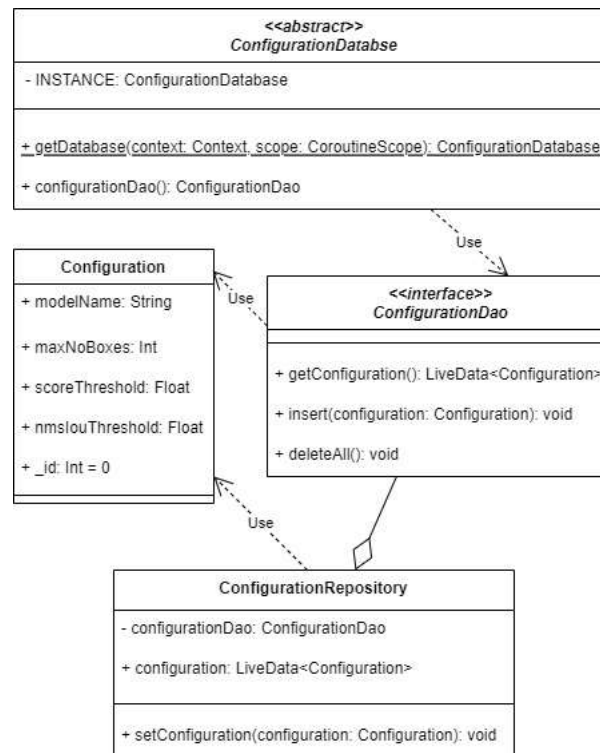 <<abstract>>
ConfigurationDatabse
- INSTANCE: ConfigurationDatabase
+ getDatabase(context: Context, scope: CoroutineScope): ConfigurationDatabase
+ configurationDao(): ConfigurationDao
Use
Configuration
+ modelName: String
+ maxNoBoxes: Int
+ scoreThreshold: Float
+ nmsIouThreshold: Float
+ _id: Int = 0
Use
<<interface>>
ConfigurationDao
+ getConfiguration(): LiveData<Configuration>
+ insert(configuration: Configuration): void
+ deleteAll(): void
Use
ConfigurationRepository
- configurationDao: ConfigurationDao
+ configuration: LiveData<Configuration>
+ setConfiguration(configuration: Configuration): void